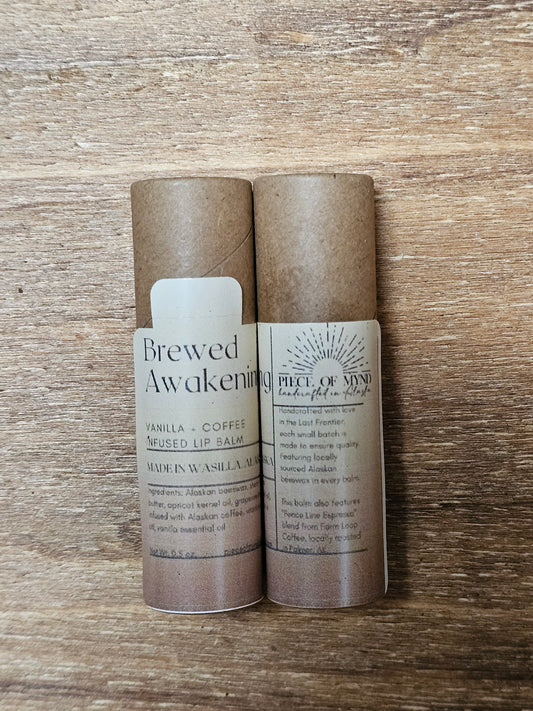 Brewed
Awakening
VANILLA + COFFEE
INFUSED LIP BALM
MADE IN WASILLA, ALASKA
Ingredients: Alaskan beeswax,
butter, apricot kernel oil,
infused with Alaskan coffee,
oil, vanilla essential oil
Net Wt. 0.5 oz.
PIECE OF MYND
handcrafted in Alaska
Handcrafted with love
in the Last Frontier,
each small batch is
made to ensure quality.
Featuring locally
sourced Alaskan
beeswax in every balm.
This balm also features
"Peace Line Espresso"
blend from Farm Loop
Coffee, locally roasted
in Palmer, AK.